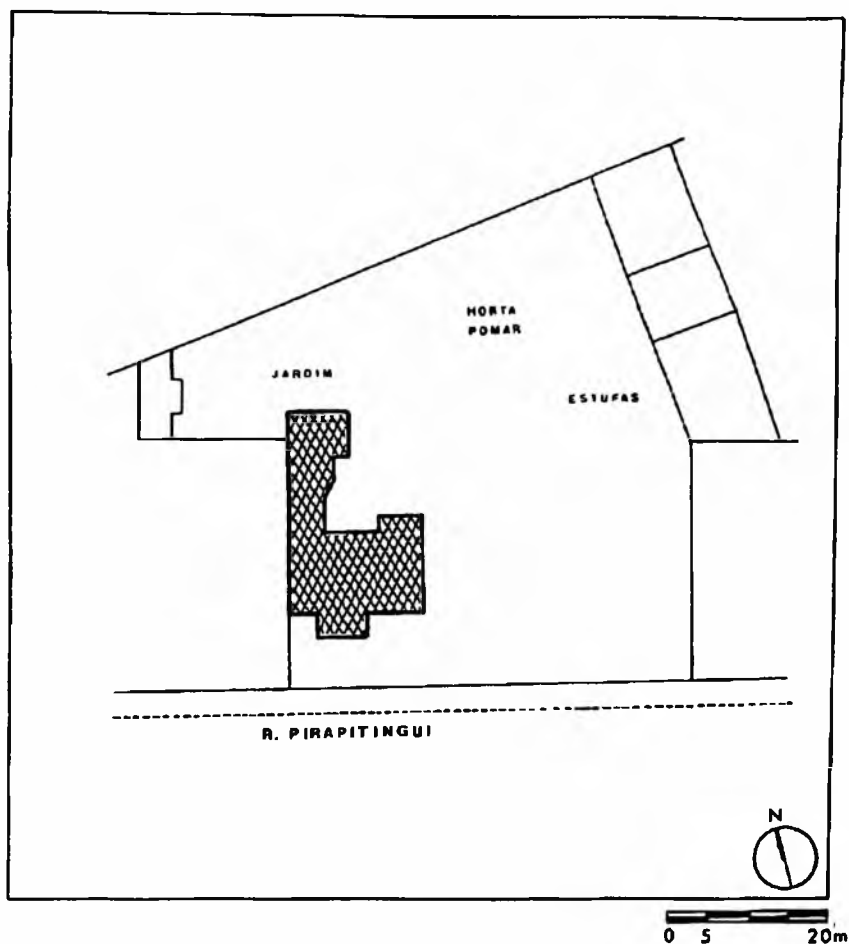 HORTA
POMAR
JARDIM
ESTUFAS
R. PIRAPITINGUI
N
0 5 20m